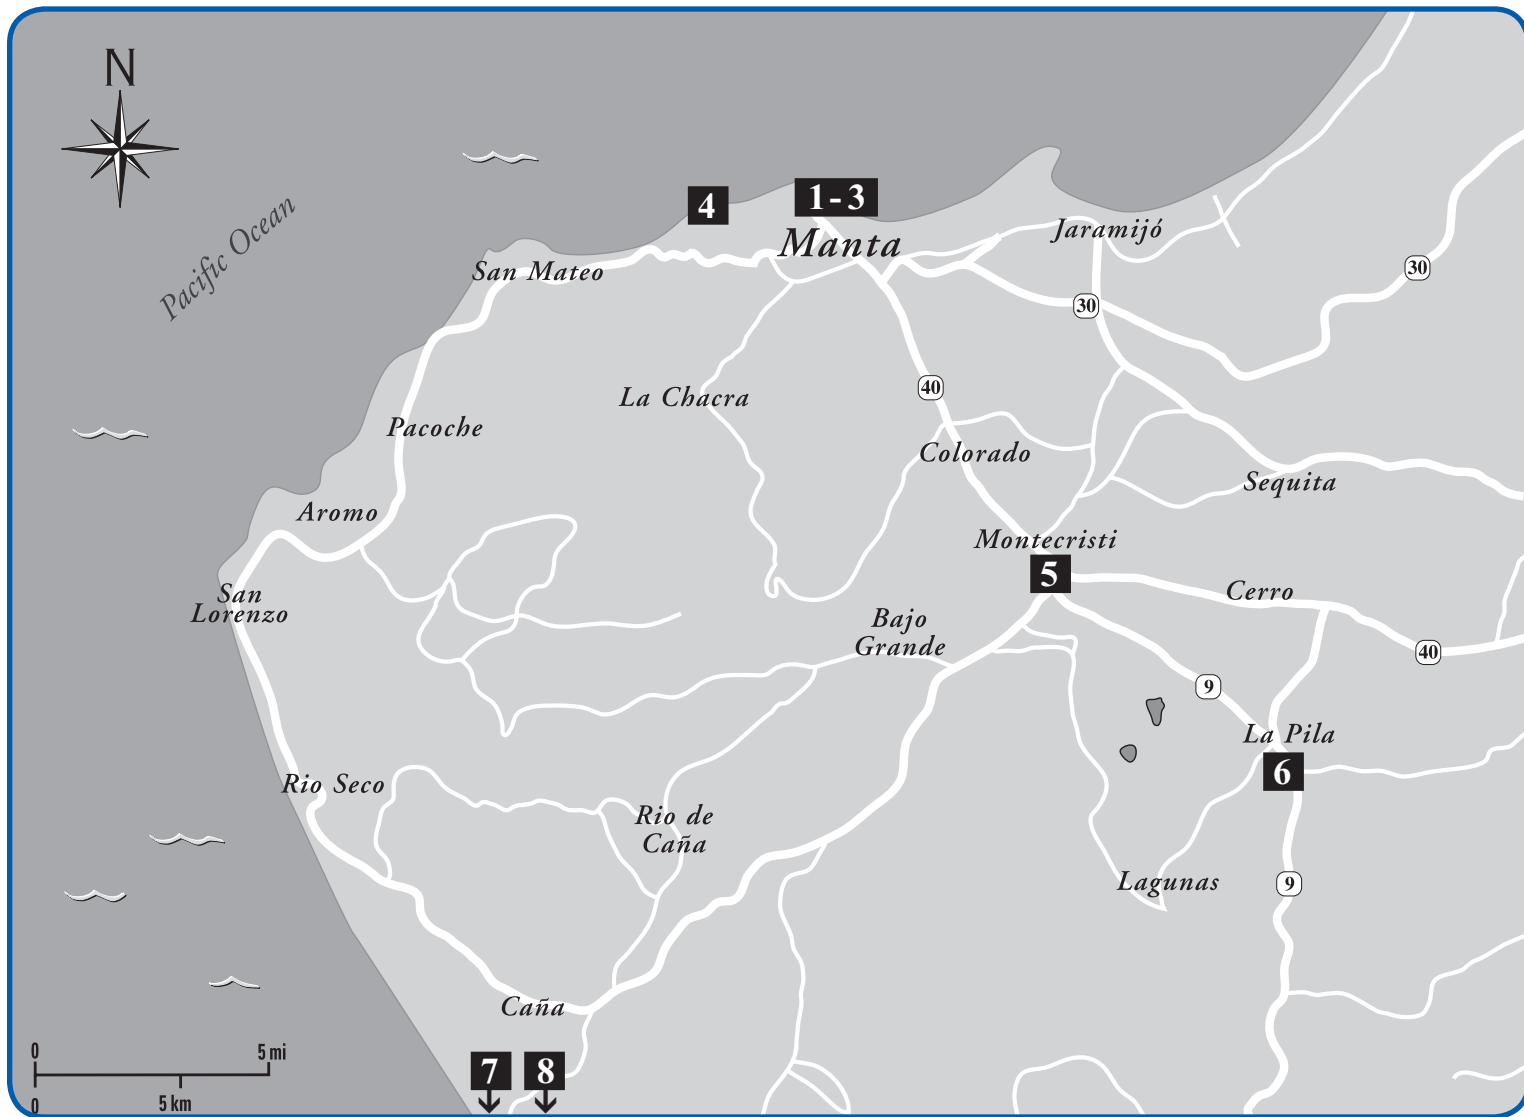 N
Pacific Ocean
4
1-3
Manta
Jaramijó
San Mateo
30
30
40
La Chacra
Pacoche
Colorado
Sequita
Aromo
Montecristi
5
Cerro
San
Lorenzo
Bajo
Grande
40
9
La Pila
6
Rio Seco
Rio de
Caña
Lagunas
9
Caña
7
8
0
5 mi
0
5 km